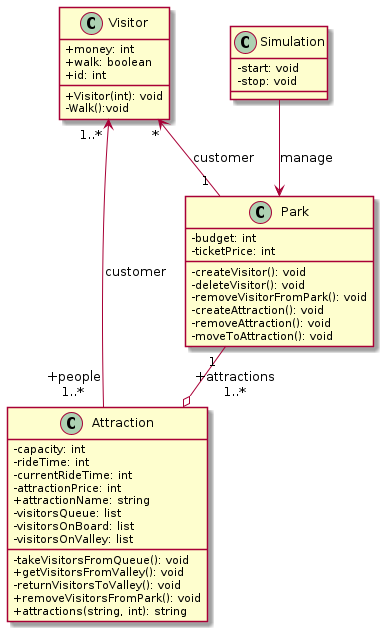 C Visitor
+money: int
+walk: boolean
+id: int
+Visitor(int): void
-Walk():void
C Simulation
-start: void
-stop: void
1..*
*
customer
1
manage
C Park
-budget: int
-ticketPrice: int
-createVisitor(): void
-deleteVisitor(): void
-removeVisitorFromPark(): void
-createAttraction(): void
-removeAttraction(): void
-moveToAttraction(): void
customer
1
+people
1..*
+attractions
1..*
C Attraction
-capacity: int
-rideTime: int
-currentRideTime: int
-attractionPrice: int
+attractionName: string
-visitorsQueue: list
-visitorsOnBoard: list
-visitorsOnValley: list
-takeVisitorsFromQueue(): void
+getVisitorsFromValley(): void
-returnVisitorsToValley(): void
+removeVisitorsFromPark(): void
+attractions(string, int): string